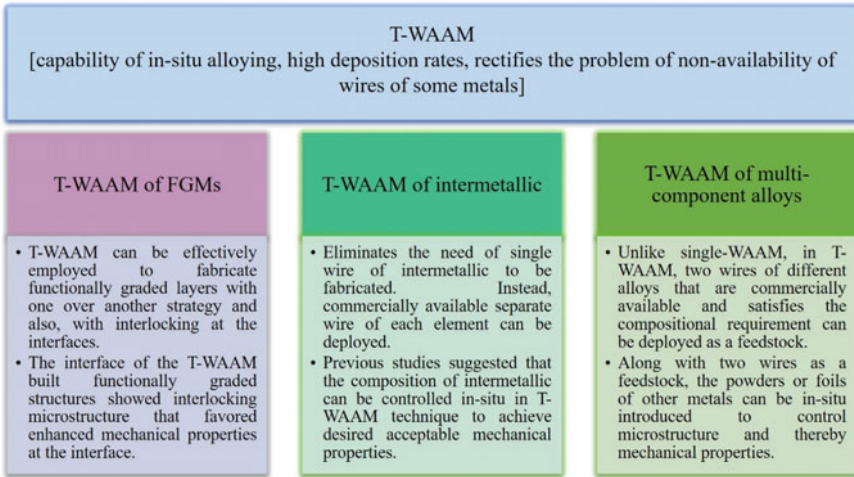 T-WAAM
[capability of in-situ alloying, high deposition rates, rectifies the problem of non-availability of
wires of some metals]
T-WAAM of FGMs
• T-WAAM can be effectively
employed to fabricate
functionally graded layers with
one over another strategy and
also, with interlocking at the
interfaces.
• The interface of the T-WAAM
built functionally graded
structures showed interlocking
microstructure that favored
enhanced mechanical properties
at the interface.
T-WAAM of intermetallic
• Eliminates the need of single
wire of intermetallic to be
fabricated. Instead,
commercially available separate
wire of each element can be
deployed.
• Previous studies suggested that
the composition of intermetallic
can be controlled in-situ in T-
WAAM technique to achieve
desired acceptable mechanical
properties.
T-WAAM of multi-
component alloys
• Unlike single-WAAM, in T-
WAAM, two wires of different
alloys that are commercially
available and satisfies the
compositional requirement can
be deployed as a feedstock.
• Along with two wires as a
feedstock, the powders or foils
of other metals can be in-situ
introduced to control
microstructure and thereby
mechanical properties.